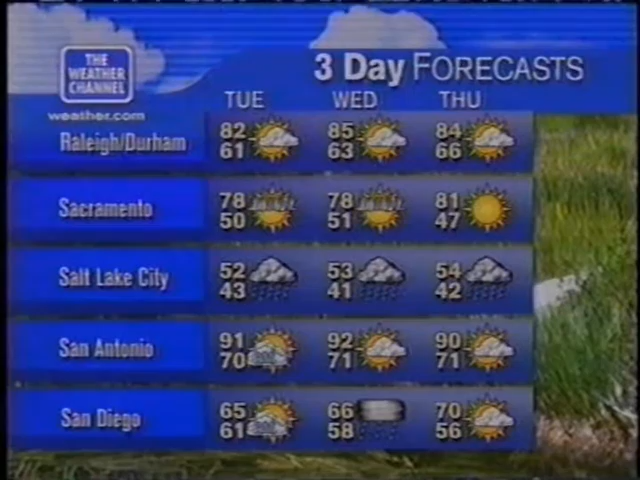 THE
WEATHER
CHANNEL
weather.com
3 Day FORECASTS
TUE WED THU
Raleigh/Durham 82 61 85 63 84 66
Sacramento 78 50 78 51 81 47
Salt Lake City 52 43 53 41 54 42
San Antonio 91 70 92 71 90 71
San Diego 65 61 66 58 70 56